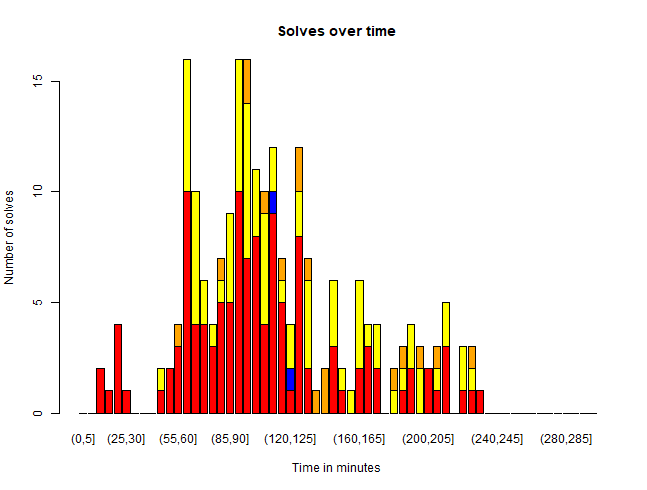 Solves over time
Number of solves
15
10
5
0
(0,5] (25,30] (55,60] (85,90] (120,125] (160,165] (200,205] (240,245] (280,285]
Time in minutes